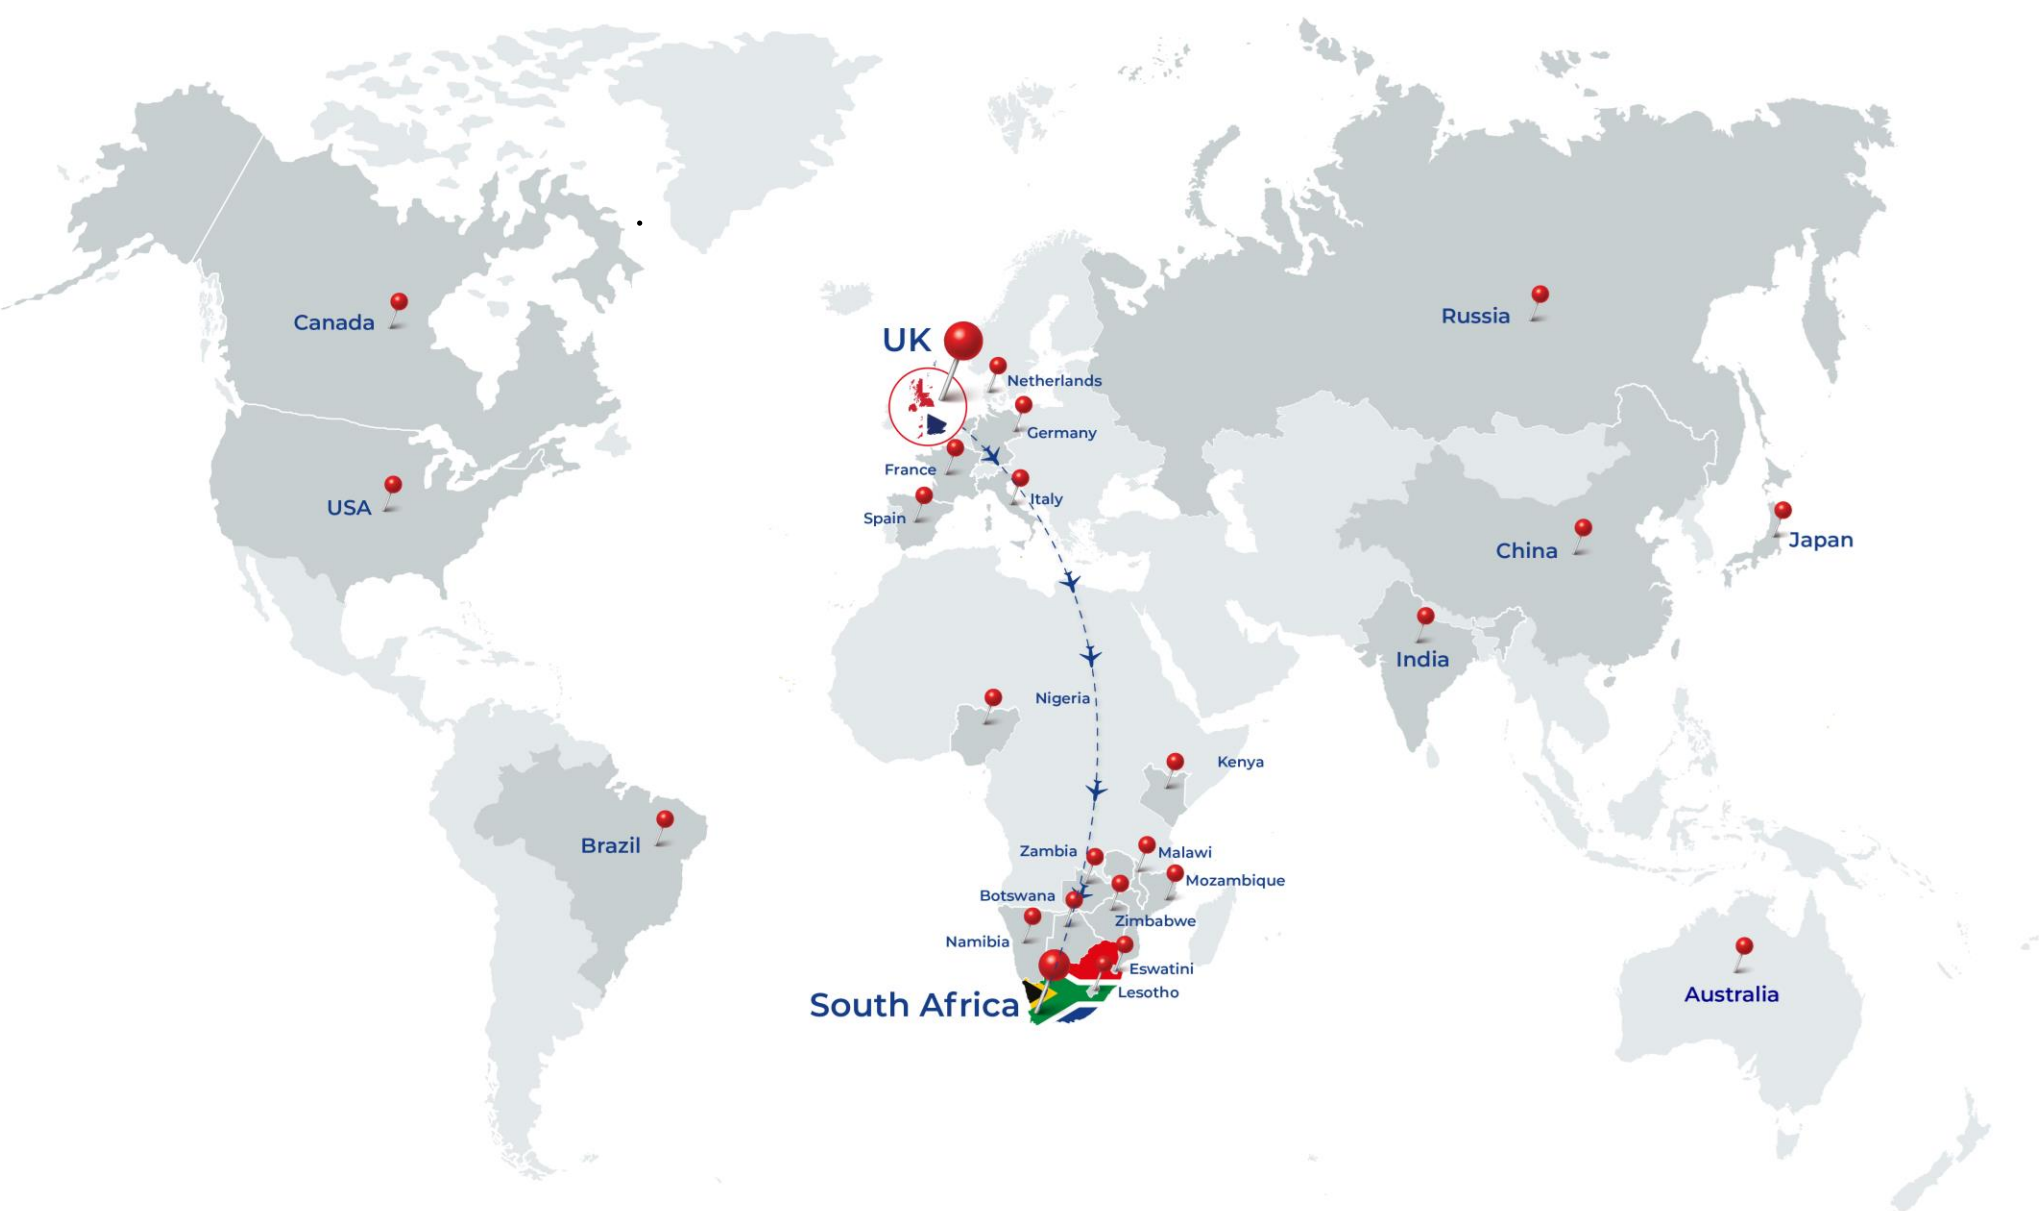 Canada
Russia
UK
Netherlands
Germany
France
Italy
USA
Spain
Japan
China
India
Nigeria
Kenya
Brazil
Zambia
Malawi
Mozambique
Botswana
Zimbabwe
Namibia
Eswatini
Lesotho
Australia
South Africa